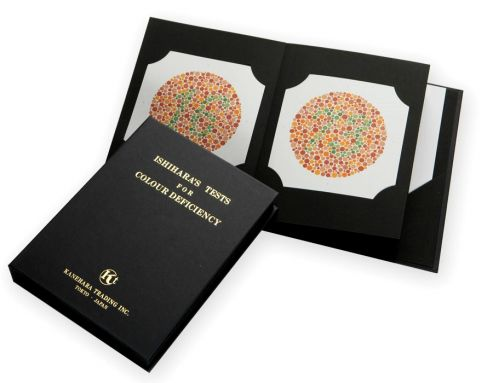 ISHIHARA'S TESTS
FOR
COLOUR DEFICIENCY
KANEHARA TRADING INC.
TOKYO - JAPAN